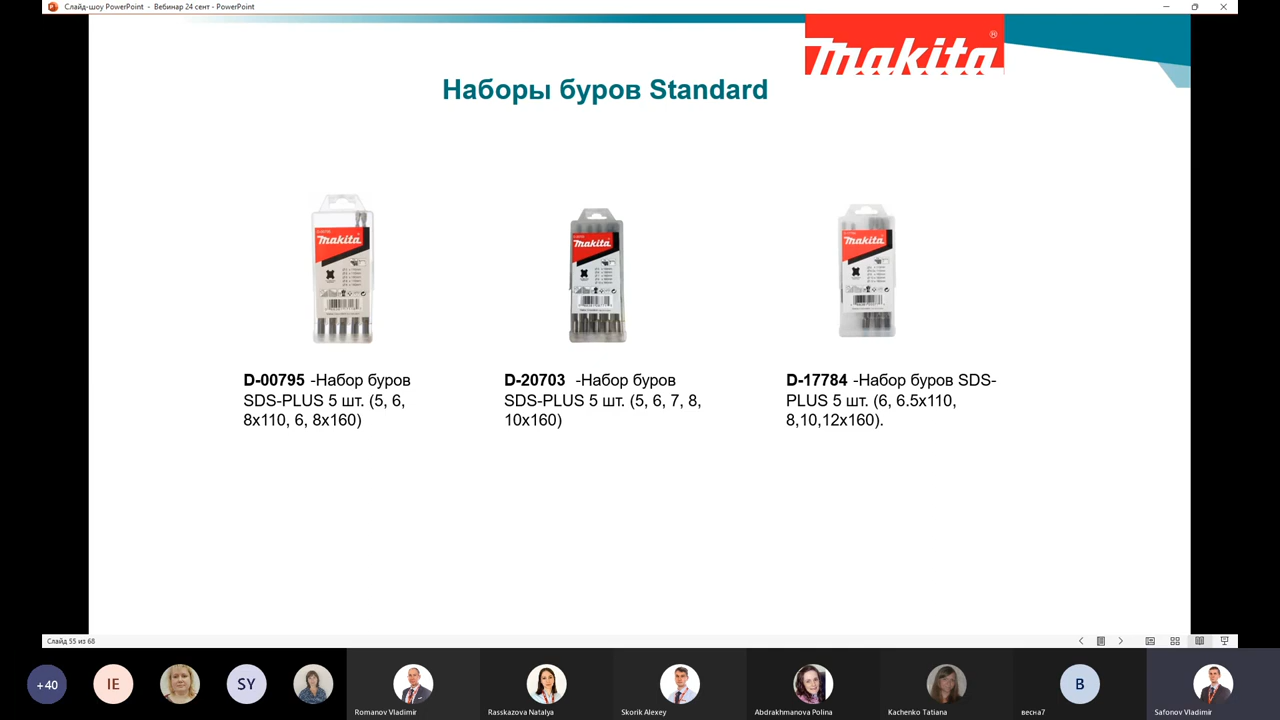 Слайд-шоу PowerPoint - Вебинар 24 сент - PowerPoint
makita®
Наборы буров Standard
makita
makita
makita
D-00795 -Набор буров
SDS-PLUS 5 шт. (5, 6,
8x110, 6, 8x160)
D-20703 -Набор буров
SDS-PLUS 5 шт. (5, 6, 7, 8,
10x160)
D-17784 -Набор буров SDS-
PLUS 5 шт. (6, 6.5x110,
8,10,12x160).
Слайд 55 из 68
+40
IE
SY
B
Romanov Vladimir
Rasskazova Natalya
Skorik Alexey
Abdrakhmanova Polina
Kachenko Tatiana
весна7
Safonov Vladimir